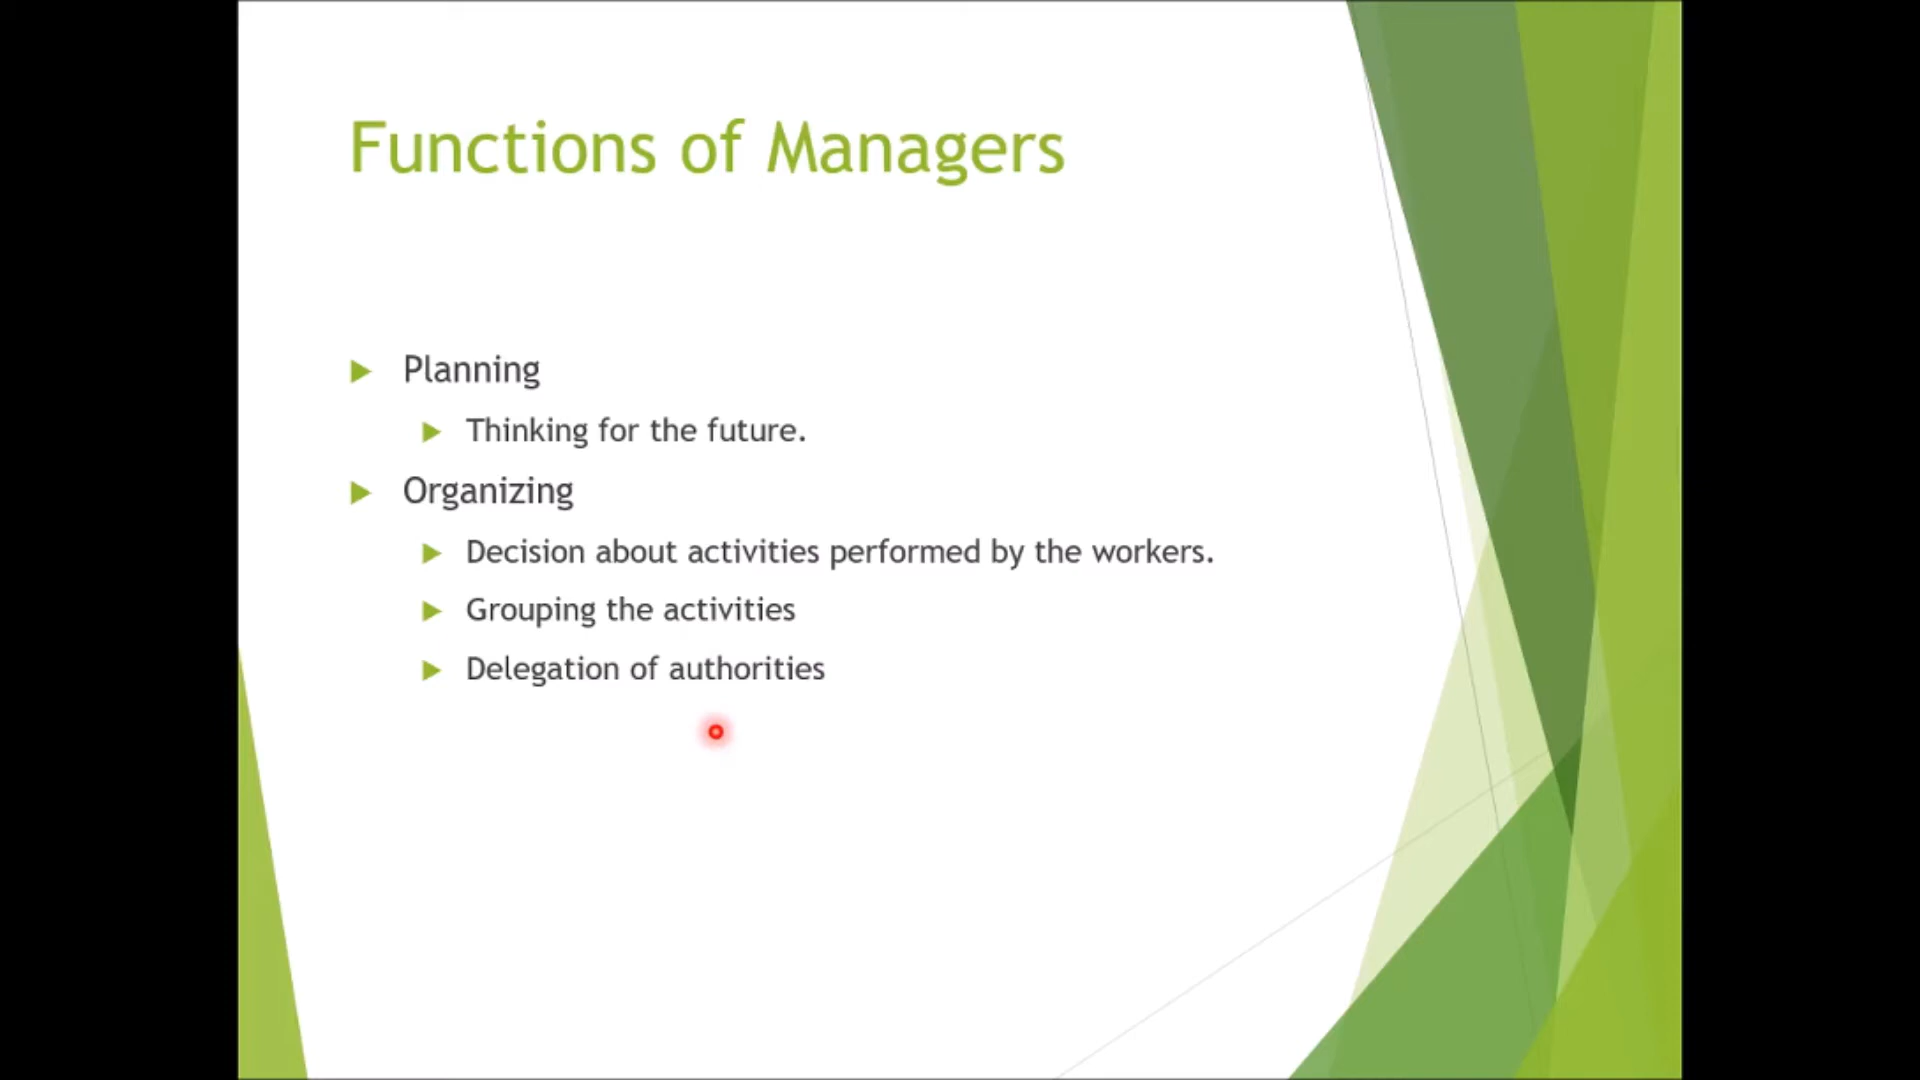 Functions of Managers
Planning
Thinking for the future.
Organizing
Decision about activities performed by the workers.
Grouping the activities
Delegation of authorities